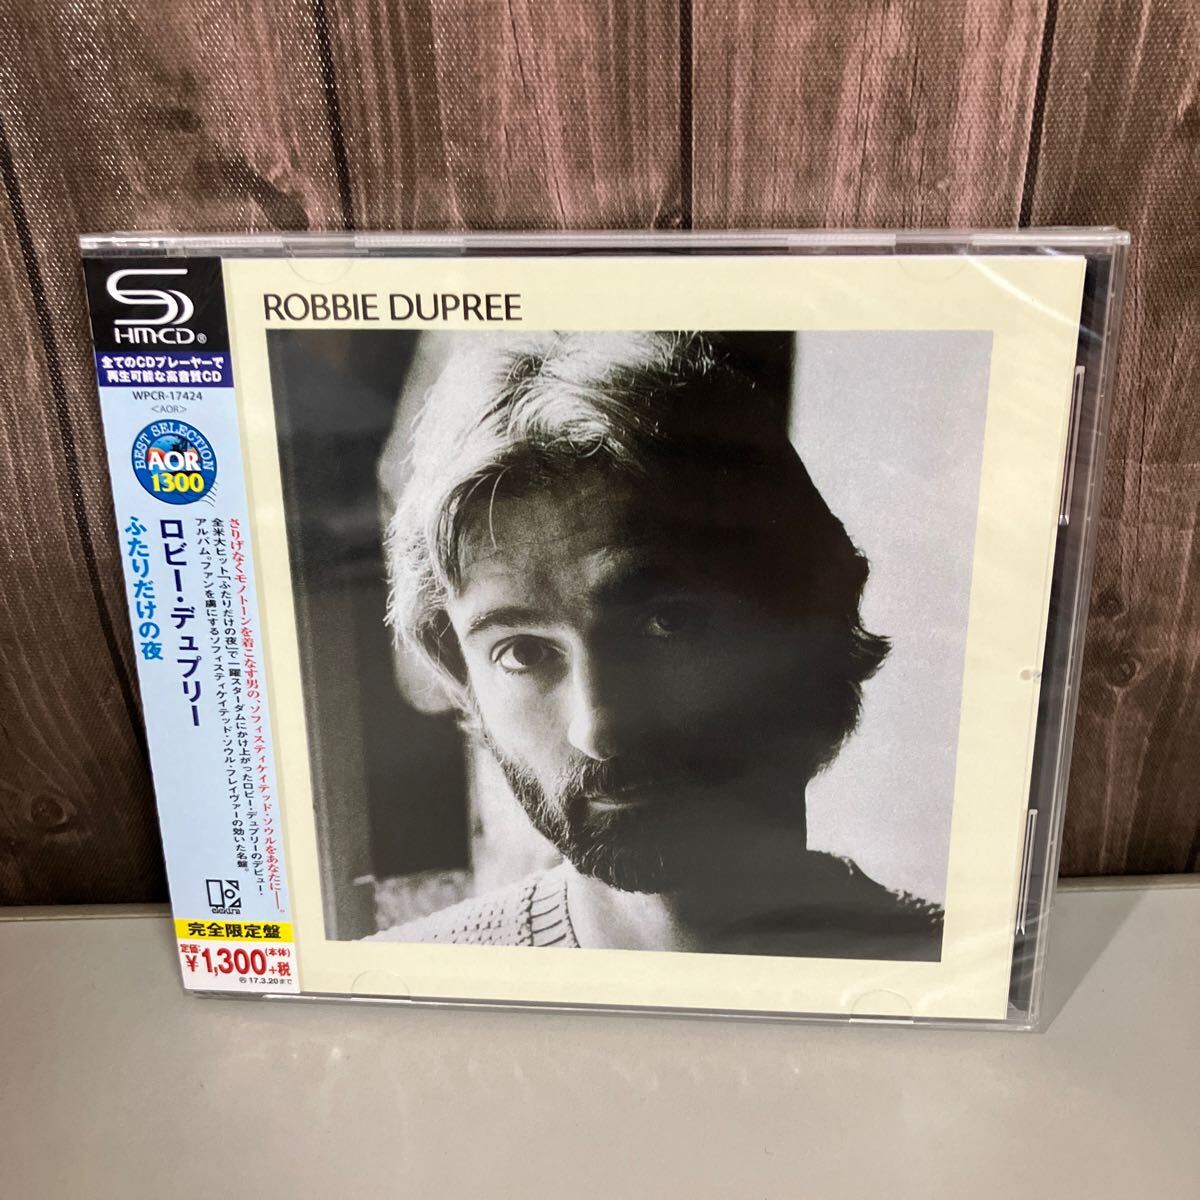 SHM-CD®
全てのCDプレーヤーで
再生可能な高音質CD
WPCR-17424
<AOR>
BEST SELECTION
AOR
1300
さりげなくモノトーンを着こなす男の、ソフィスティケイテッド・ソウルをあなたに──。
全米大ヒット「ふたりだけの夜」で一躍スターダムにかけ上がったロビー・デュプリーのデビュー・
アルバム。ファンを虜にするソフィスティケイテッド・ソウル・フレイヴァーの効いた名盤。
ロビー・デュプリー
ふたりだけの夜
elektra
完全限定盤
定価:¥1,300(本体)+税
Ⓟ17.3.20まで
ROBBIE DUPREE